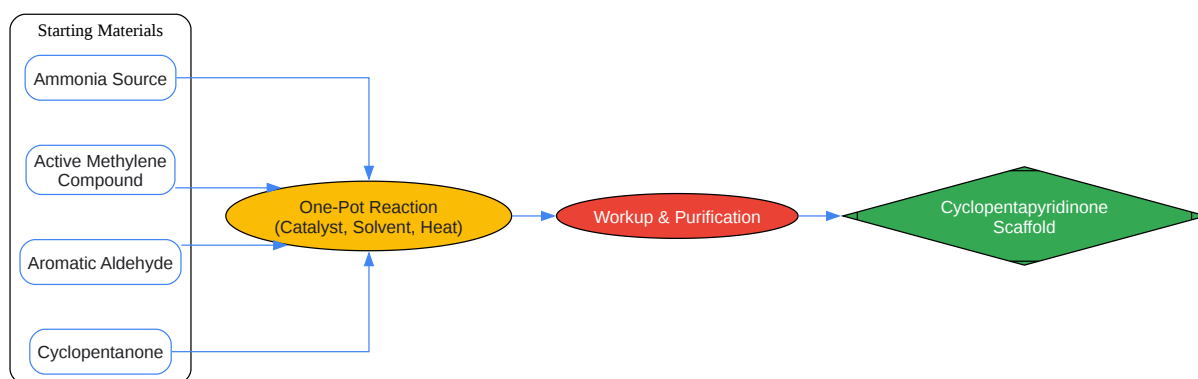 Starting Materials
Ammonia Source
Active Methylene
Compound
Aromatic Aldehyde
Cyclopentanone
One-Pot Reaction
(Catalyst, Solvent, Heat)
Workup & Purification
Cyclopentapyridinone
Scaffold